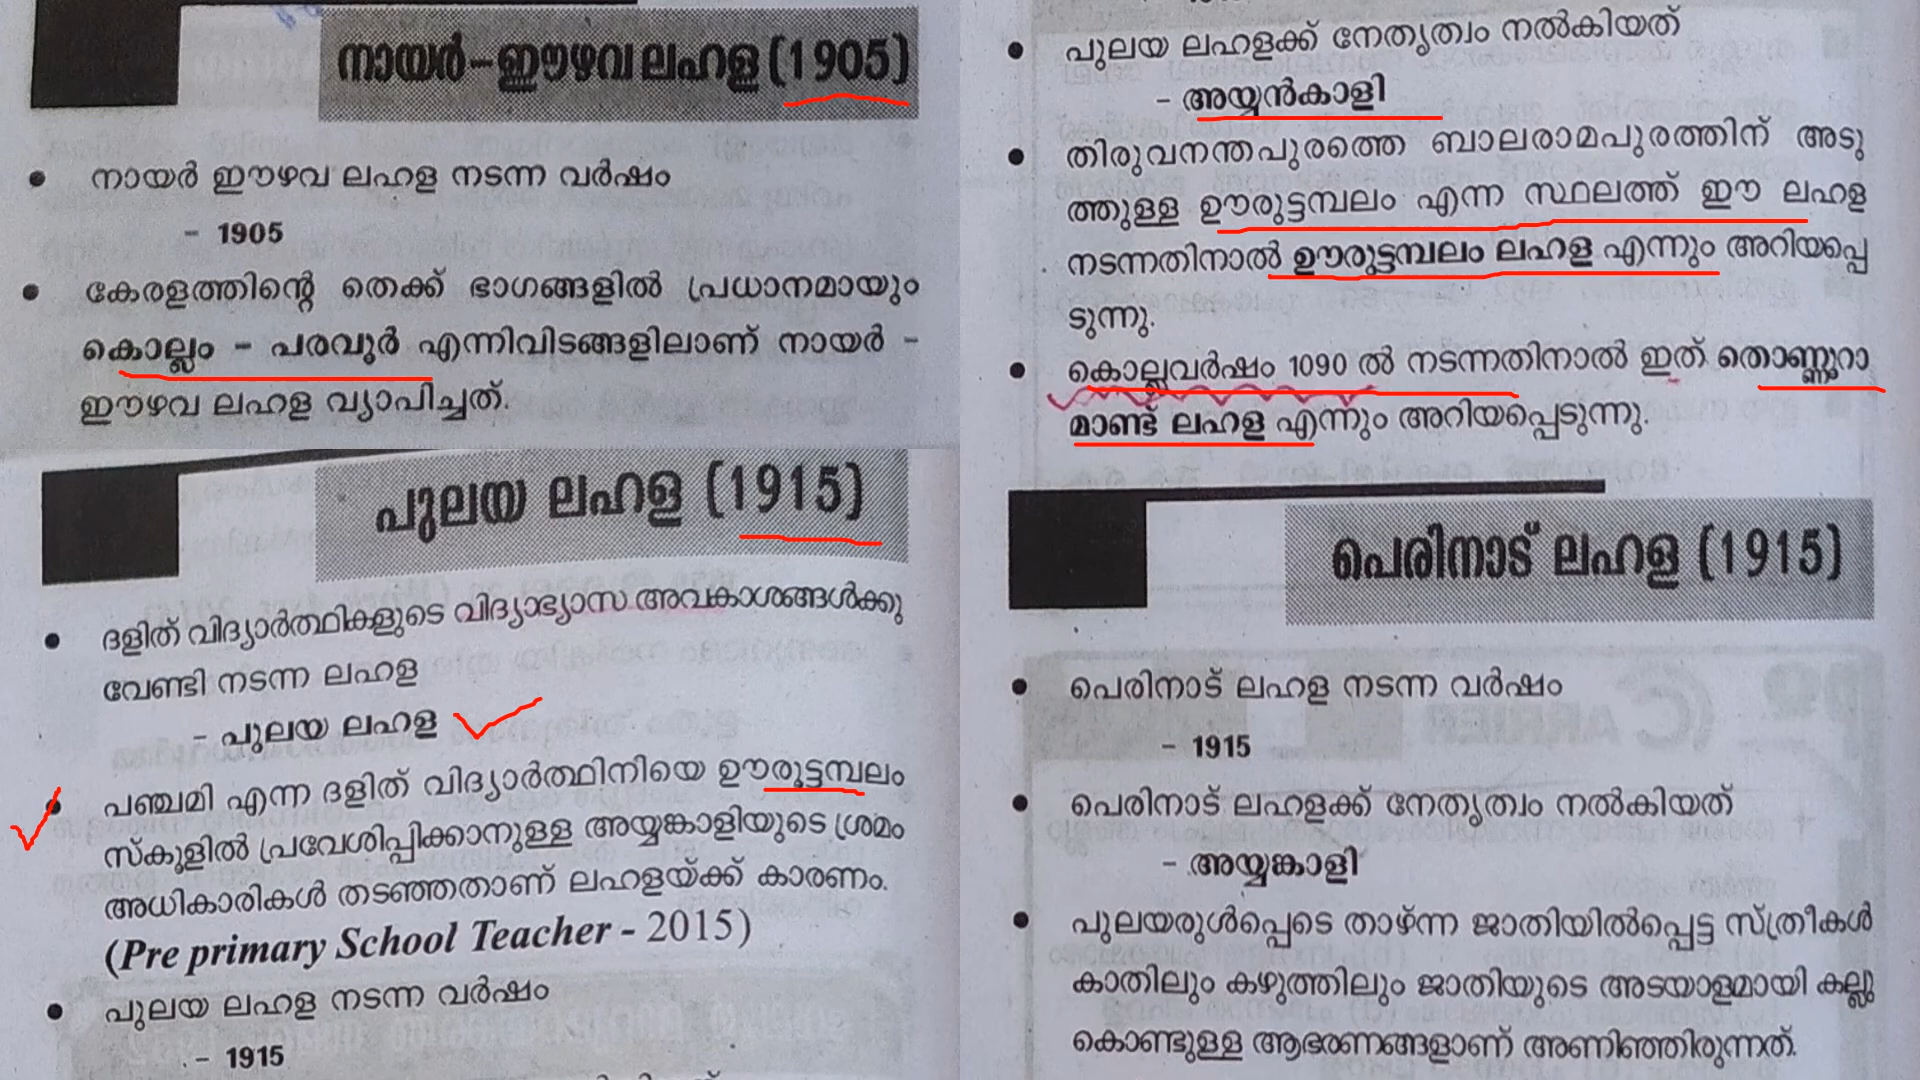 നായർ-ഈഴവ ലഹള (1905)
• നായർ ഈഴവ ലഹള നടന്ന വർഷം
- 1905
• കേരളത്തിന്റെ തെക്ക് ഭാഗങ്ങളിൽ പ്രധാനമായും
കൊല്ലം - പരവൂർ എന്നിവിടങ്ങളിലാണ് നായർ -
ഈഴവ ലഹള വ്യാപിച്ചത്.
പുലയ ലഹള (1915)
• ദളിത് വിദ്യാർത്ഥികളുടെ വിദ്യാഭ്യാസ അവകാശങ്ങൾക്കു
വേണ്ടി നടന്ന ലഹള
- പുലയ ലഹള
• പഞ്ചമി എന്ന ദളിത് വിദ്യാർത്ഥിനിയെ ഊരുട്ടമ്പലം
സ്കൂളിൽ പ്രവേശിപ്പിക്കാനുള്ള അയ്യങ്കാളിയുടെ ശ്രമം
അധികാരികൾ തടഞ്ഞതാണ് ലഹളയ്ക്ക് കാരണം.
(Pre primary School Teacher - 2015)
• പുലയ ലഹള നടന്ന വർഷം
- 1915
• പുലയ ലഹളക്ക് നേതൃത്വം നൽകിയത്
- അയ്യൻകാളി
• തിരുവനന്തപുരത്തെ ബാലരാമപുരത്തിന് അടു
ത്തുള്ള ഊരുട്ടമ്പലം എന്ന സ്ഥലത്ത് ഈ ലഹള
നടന്നതിനാൽ ഊരുട്ടമ്പലം ലഹള എന്നും അറിയപ്പെ
ടുന്നു.
• കൊല്ലവർഷം 1090 ൽ നടന്നതിനാൽ ഇത് തൊണ്ണൂറാ
മാണ്ട് ലഹള എന്നും അറിയപ്പെടുന്നു.
പെരിനാട് ലഹള (1915)
• പെരിനാട് ലഹള നടന്ന വർഷം
- 1915
• പെരിനാട് ലഹളക്ക് നേതൃത്വം നൽകിയത്
- അയ്യങ്കാളി
• പുലയരുൾപ്പെടെ താഴ്ന്ന ജാതിയിൽപ്പെട്ട സ്ത്രീകൾ
കാതിലും കഴുത്തിലും ജാതിയുടെ അടയാളമായി കല്ലു
കൊണ്ടുള്ള ആഭരണങ്ങളാണ് അണിഞ്ഞിരുന്നത്.